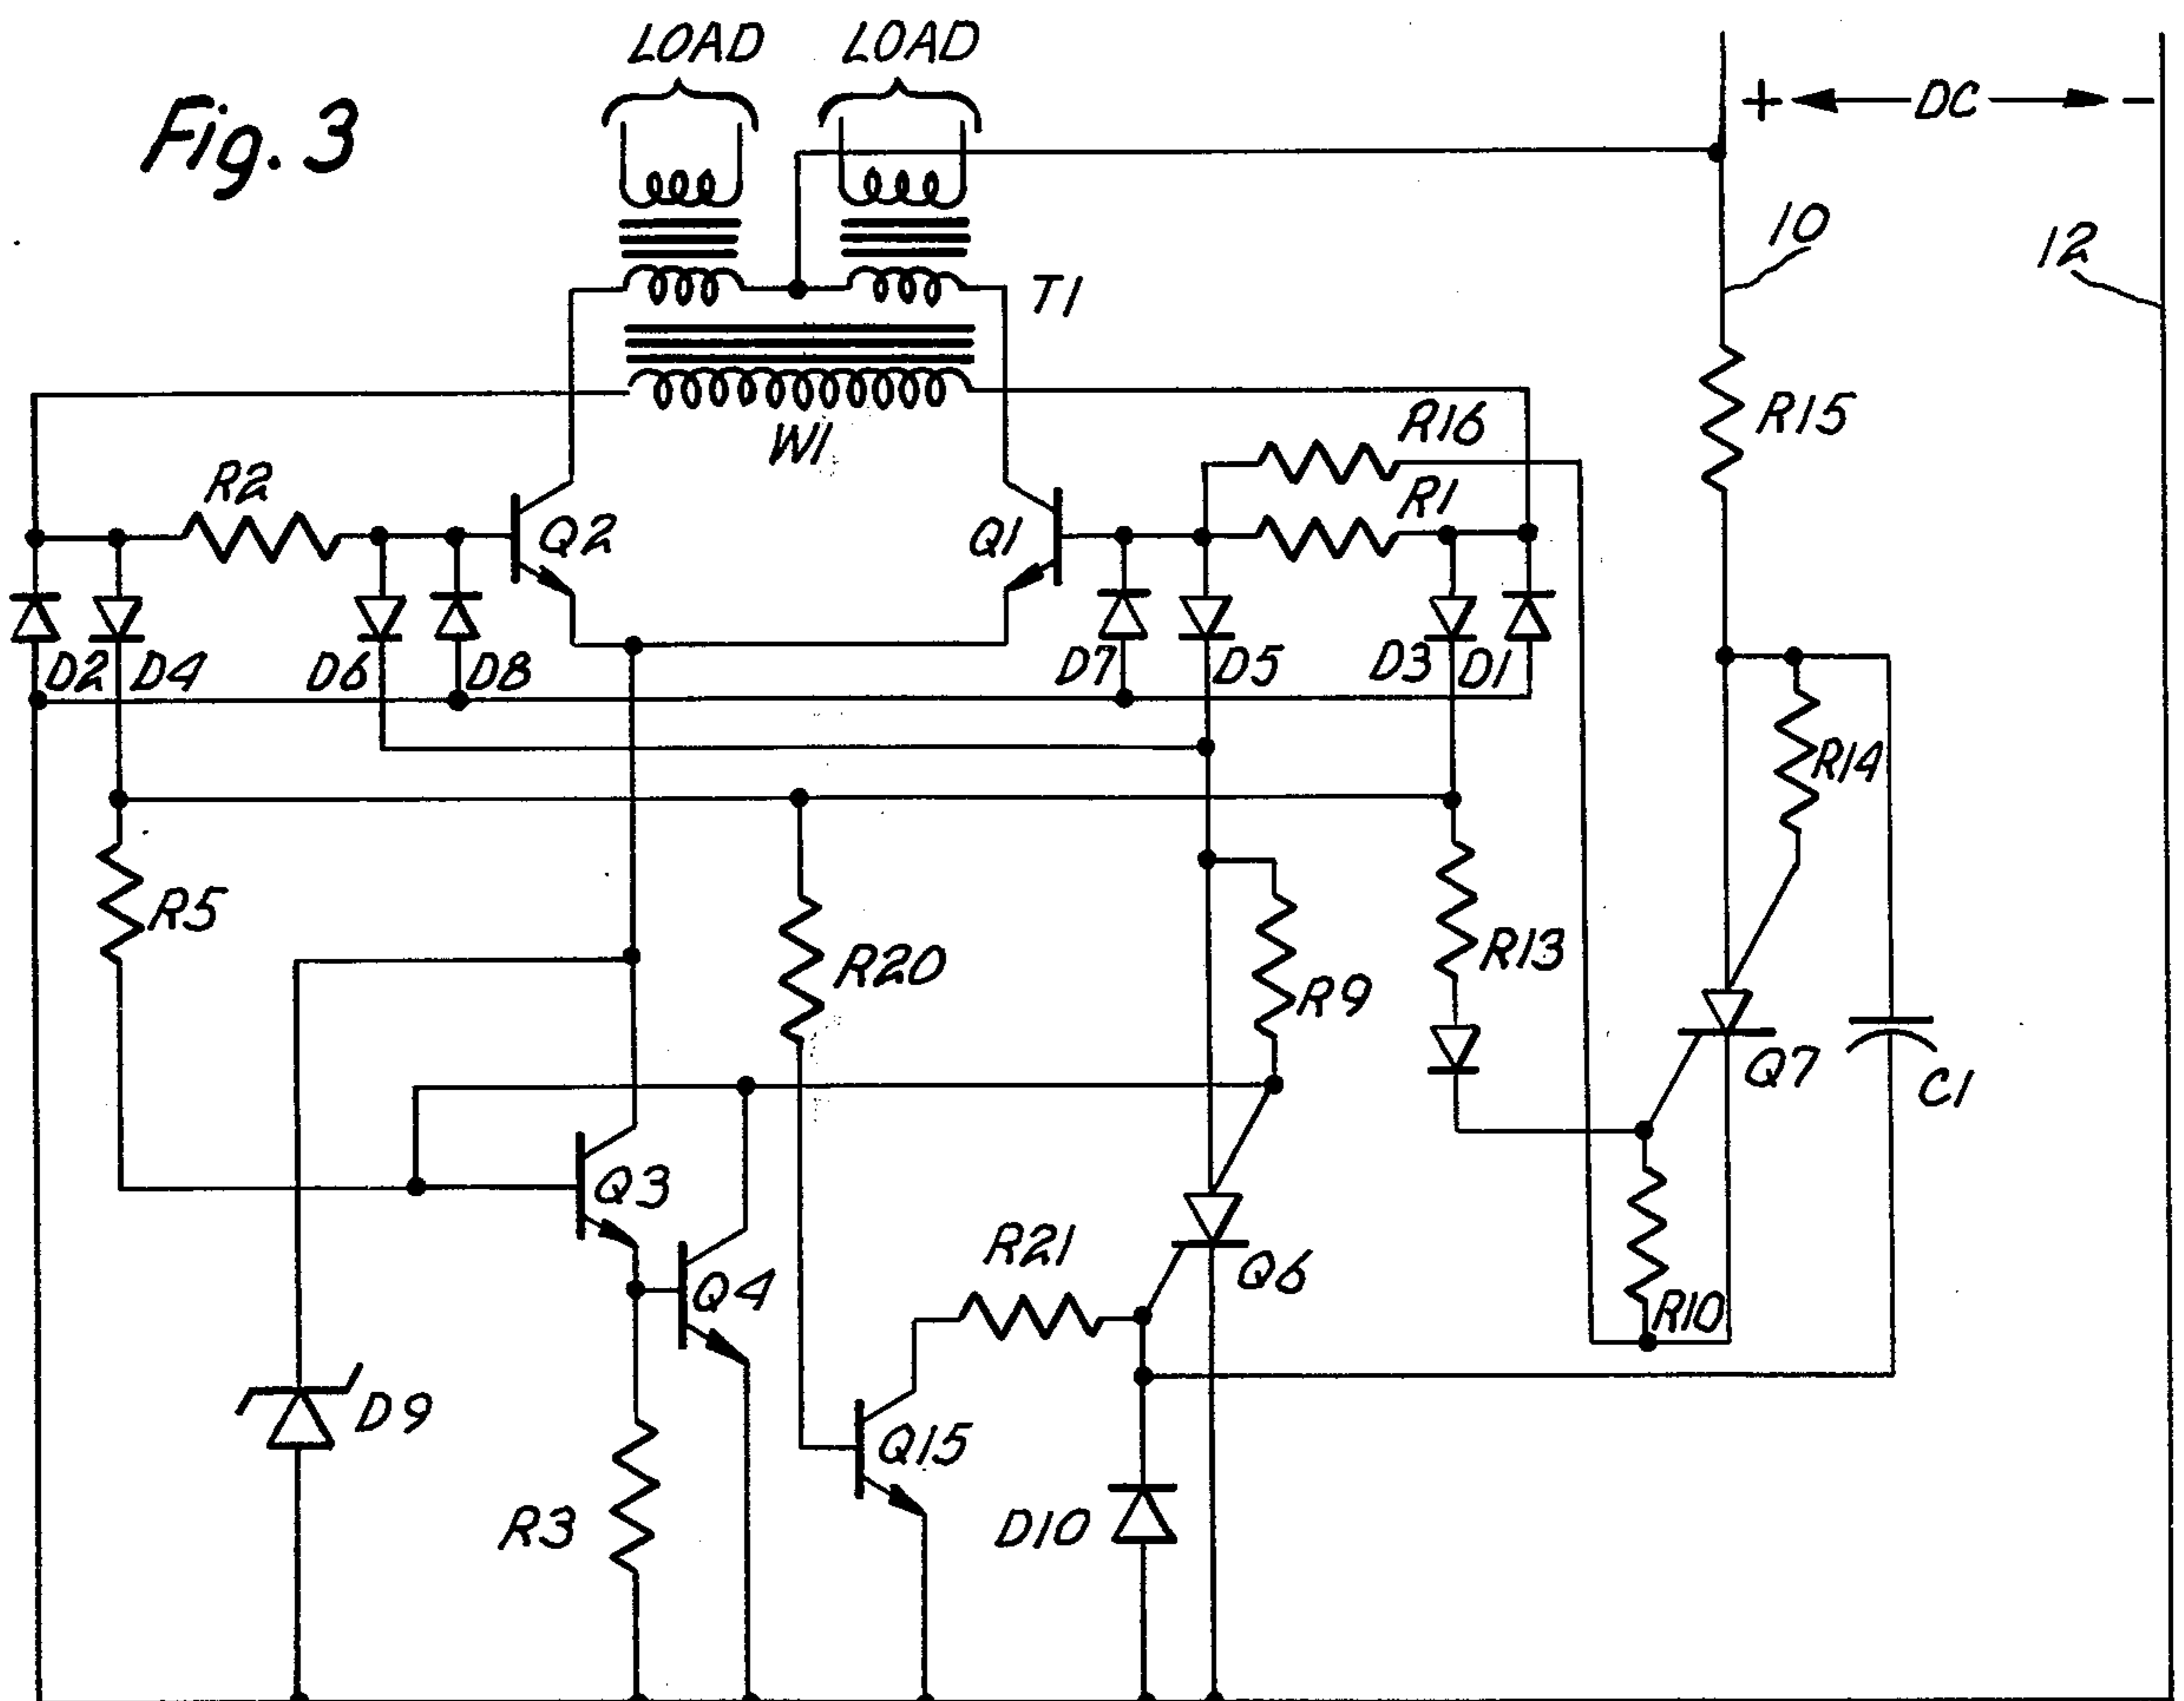 LOAD LOAD
Fig. 3
+ DC -
10
12
T1
W1
R16
R15
R2
R1
Q2
Q1
D2 D4 D6 D8 D7 D5 D3 D1
R14
R5
R20
R9
R13
Q7
C1
Q3
Q4
R21
Q6
R10
D9
Q15
R3
D10